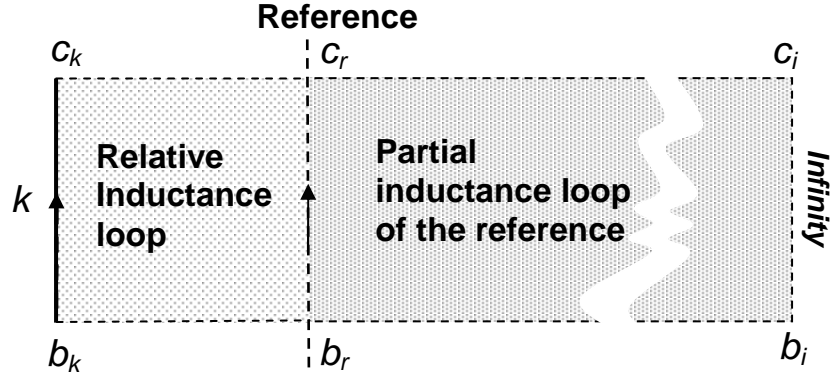 Reference
c_k c_r c_i
Relative
Inductance
loop
Partial
inductance loop
of the reference
k
Infinity
b_k b_r b_i